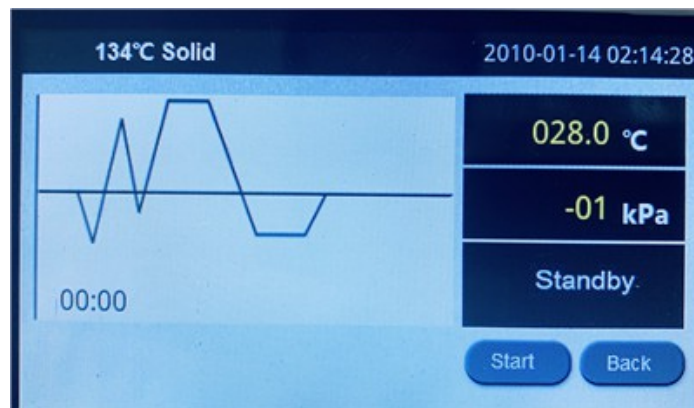 134℃ Solid
2010-01-14 02:14:28
028.0 ℃
-01 kPa
Standby
00:00
Start
Back